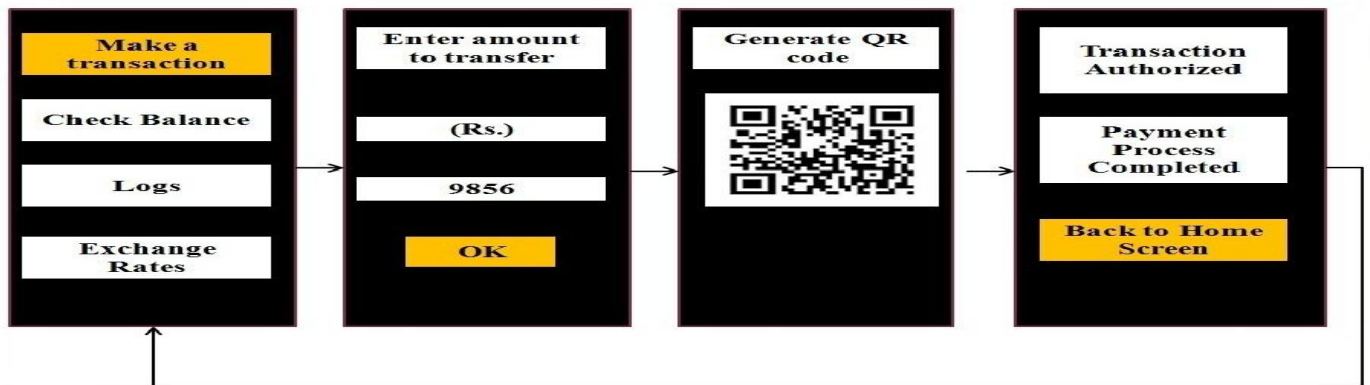 Make a
transaction
Check Balance
Logs
Exchange
Rates
Enter amount
to transfer
(Rs.)
9856
OK
Generate QR
code
Transaction
Authorized
Payment
Process
Completed
Back to Home
Screen